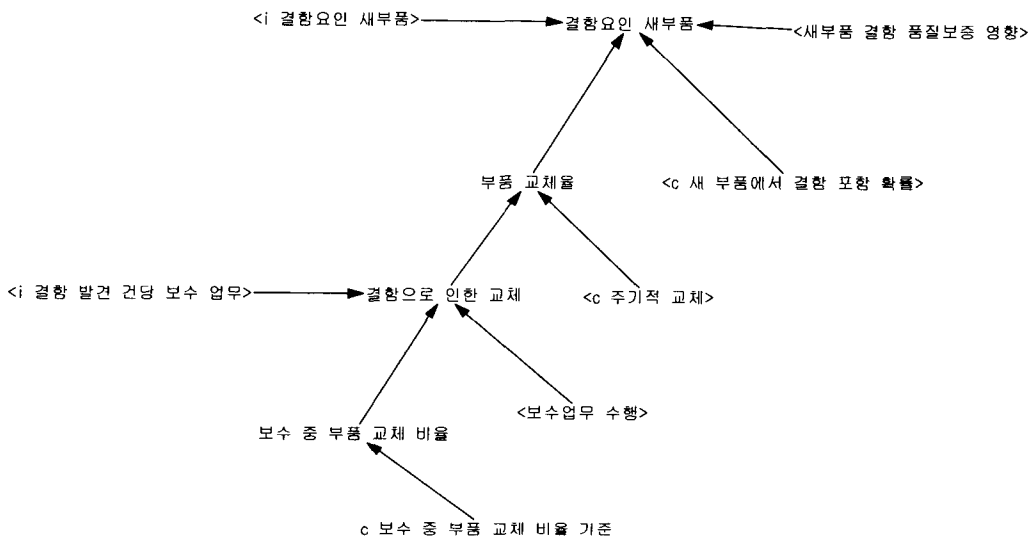 <i 결함요인 새부품>
결함요인 새부품
<새부품 결함 품질보증 영향>
부품 교체율
<c 새 부품에서 결함 포함 확률>
<i 결함 발견 건당 보수 업무>
결함으로 인한 교체
<c 주기적 교체>
<보수업무 수행>
보수 중 부품 교체 비율
c 보수 중 부품 교체 비율 기준